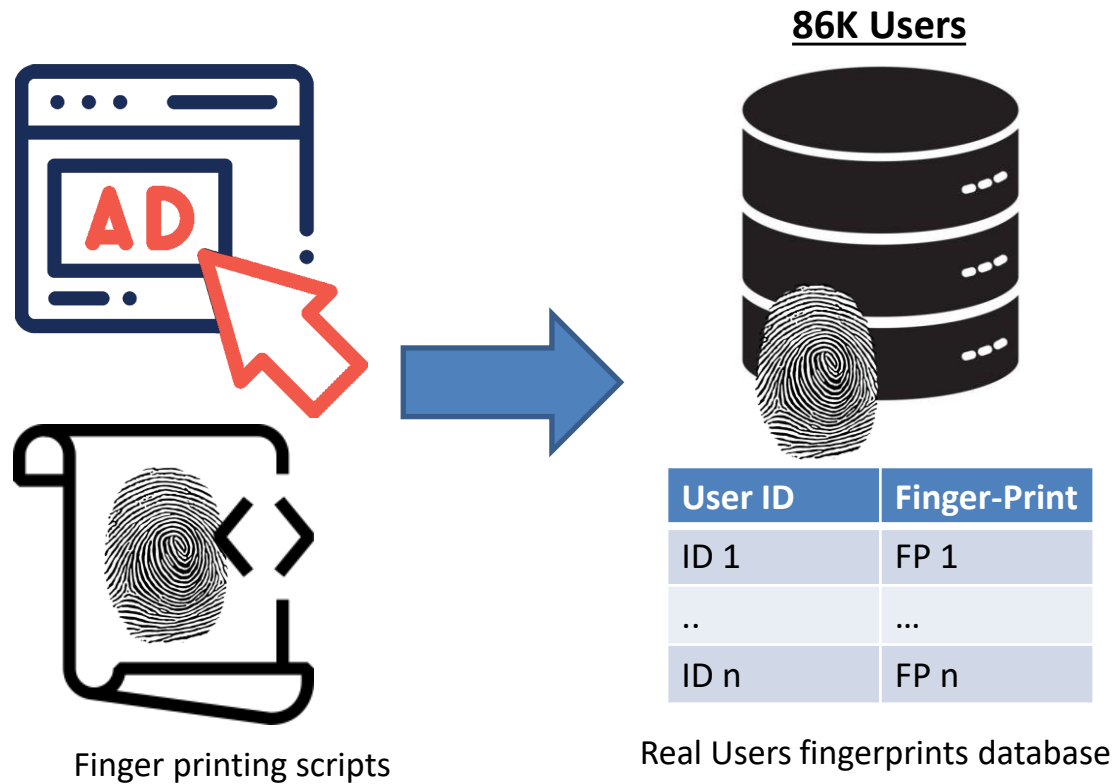 86K Users
AD
User ID Finger-Print
ID 1 FP 1
.. ...
ID n FP n
Finger printing scripts
Real Users fingerprints database